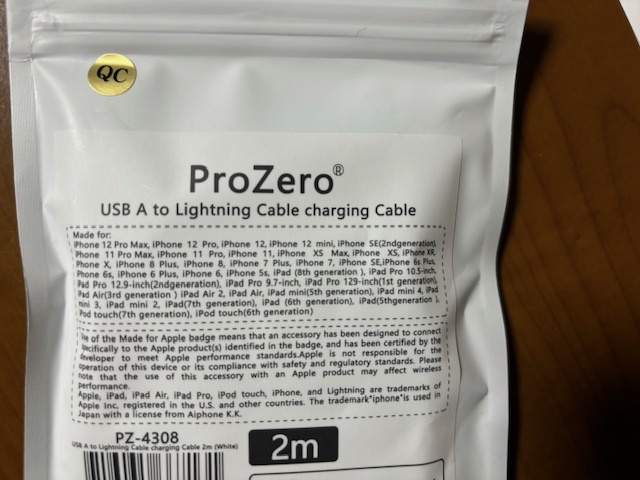 QC
ProZero®
USB A to Lightning Cable charging Cable
Made for:
iPhone 12 Pro Max, iPhone 12 Pro, iPhone 12, iPhone 12 mini, iPhone SE(2ndgeneration),
iPhone 11 Pro Max, iPhone 11 Pro, iPhone 11, iPhone XS Max, iPhone XS, iPhone XR,
Phone X, iPhone 8 Plus, iPhone 8, iPhone 7 Plus, iPhone 7, iPhone SE,iPhone 6s Plus,
Phone 6s, iPhone 6 Plus, iPhone 6, iPhone 5s, iPad (8th generation ), iPad Pro 10.5-inch,
Pad Pro 12.9-inch(2ndgeneration), iPad Pro 9.7-inch, iPad Pro 129-inch(1st generation),
Pad Air(3rd generation ) iPad Air 2, iPad Air, iPad mini(5th generation), iPad mini 4, iPad
mini 3, iPad mini 2, iPad(7th generation), iPad (6th generation), iPad(5thgeneration),
Pod touch(7th generation), iPod touch(6th generation)
of the Made for Apple badge means that an accessory has been designed to connect
specifically to the Apple product(s) identified in the badge, and has been certified by the
developer to meet Apple performance standards.Apple is not responsible for the
operation of this device or its compliance with safety and regulatory standards. Please
note that the use of this accessory with an Apple product may affect wireless
performance.
Apple, iPad, iPad Air, iPad Pro, iPod touch, iPhone, and Lightning are trademarks of
Apple Inc, registered in the U.S. and other countries. The trademark"iphone"is used in
Japan with a license from Aiphone K.K.
PZ-4308
USB A to Lightning Cable charging Cable 2m (White)
2m